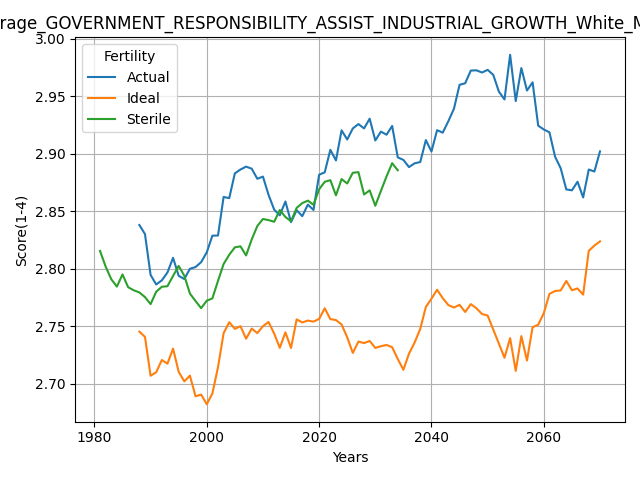 rage_GOVERNMENT_RESPONSIBILITY_ASSIST_INDUSTRIAL_GROWTH_White_M
3.00
2.95
2.90
2.85
2.80
2.75
2.70
Score(1-4)
Fertility
Actual
Ideal
Sterile
1980
2000
2020
2040
2060
Years